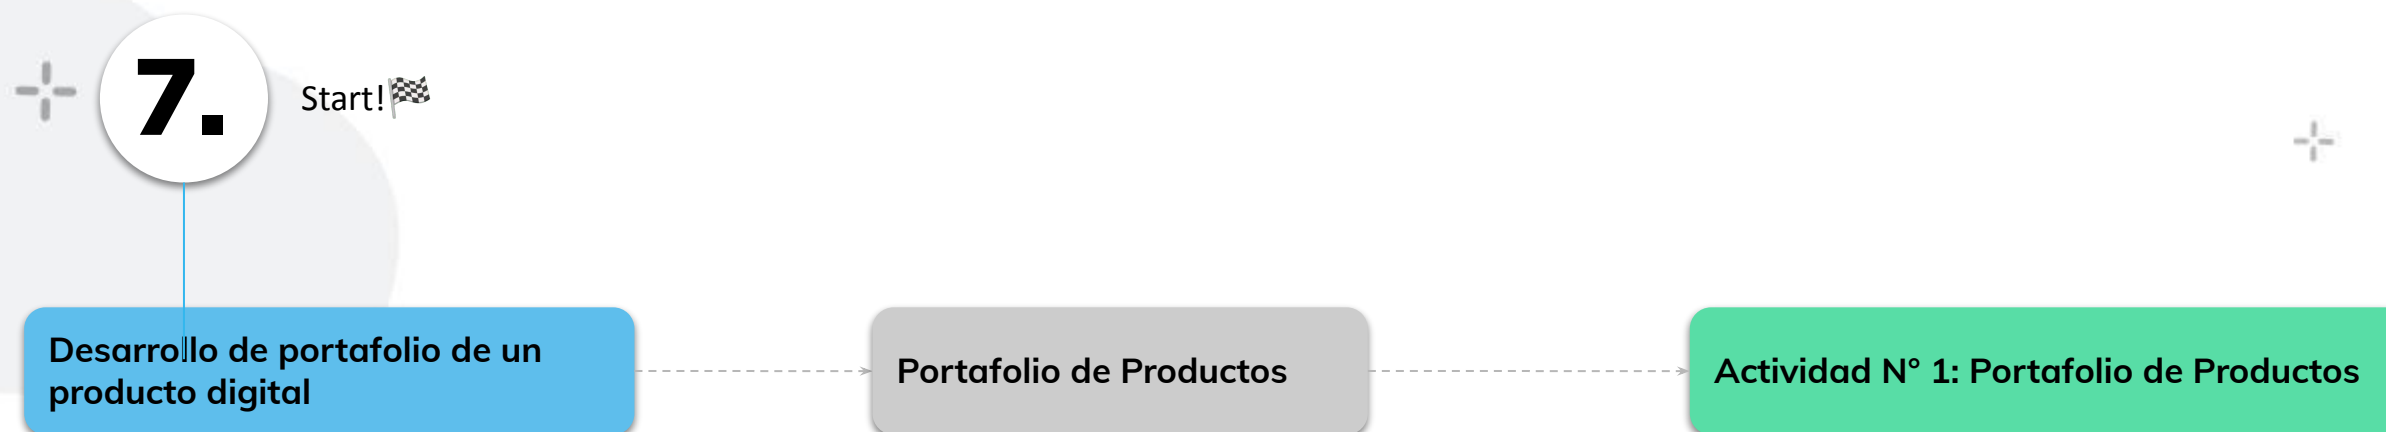 7.
Start!🏁
Desarrollo de portafolio de un
producto digital
Portafolio de Productos
Actividad N° 1: Portafolio de Productos